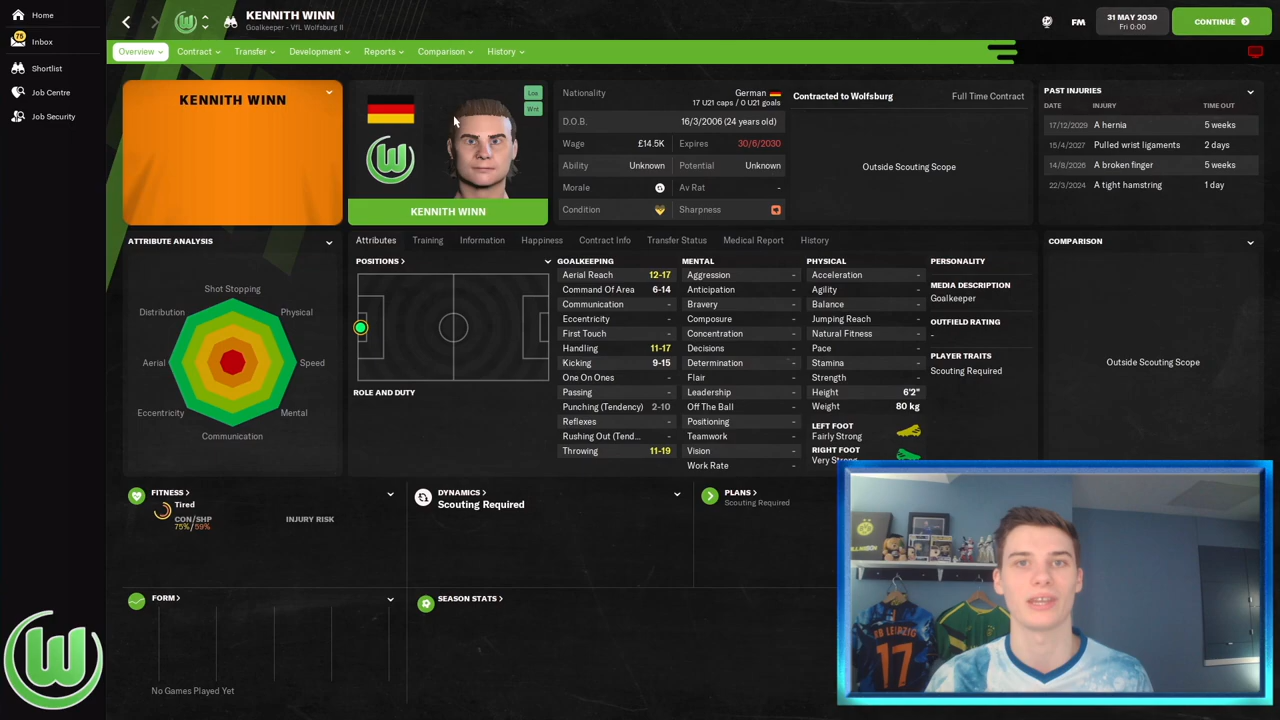 Home
75
Inbox
Shortlist
Job Centre
Job Security
KENNITH WINN
Goalkeeper - VfL Wolfsburg II
FM
31 MAY 2030
Fri 0:00
CONTINUE
Overview
Contract
Transfer
Development
Reports
Comparison
History
KENNITH WINN
Loa
Wnt
KENNITH WINN
Nationality
German
17 U21 caps / 0 U21 goals
D.O.B.
16/3/2006 (24 years old)
Wage
£14.5K
Expires
30/6/2030
Ability
Unknown
Potential
Unknown
Morale
Av Rat
-
Condition
Sharpness
Contracted to Wolfsburg
Full Time Contract
Outside Scouting Scope
PAST INJURIES
DATE INJURY TIME OUT
17/12/2029 A hernia 5 weeks
15/4/2027 Pulled wrist ligaments 2 days
14/8/2026 A broken finger 5 weeks
22/3/2024 A tight hamstring 1 day
ATTRIBUTE ANALYSIS
Shot Stopping
Physical
Speed
Mental
Communication
Eccentricity
Aerial
Distribution
Attributes
Training
Information
Happiness
Contract Info
Transfer Status
Medical Report
History
POSITIONS >
ROLE AND DUTY
GOALKEEPING
Aerial Reach 12-17
Command Of Area 6-14
Communication -
Eccentricity -
First Touch -
Handling 11-17
Kicking 9-15
One On Ones -
Passing -
Punching (Tendency) 2-10
Reflexes -
Rushing Out (Tend... -
Throwing 11-19
MENTAL
Aggression -
Anticipation -
Bravery -
Composure -
Concentration -
Decisions -
Determination -
Flair -
Leadership -
Off The Ball -
Positioning -
Teamwork -
Vision -
Work Rate -
PHYSICAL
Acceleration -
Agility -
Balance -
Jumping Reach -
Natural Fitness -
Pace -
Stamina -
Strength -
Height 6'2"
Weight 80 kg
LEFT FOOT
Fairly Strong
RIGHT FOOT
Very Strong
PERSONALITY
MEDIA DESCRIPTION
Goalkeeper
OUTFIELD RATING
-
PLAYER TRAITS
Scouting Required
COMPARISON
Outside Scouting Scope
FITNESS >
Tired
CON/SHP
75%/59%
INJURY RISK
DYNAMICS >
Scouting Required
PLANS >
Scouting Required
FORM >
No Games Played Yet
SEASON STATS >
RB LEIPZIG
17